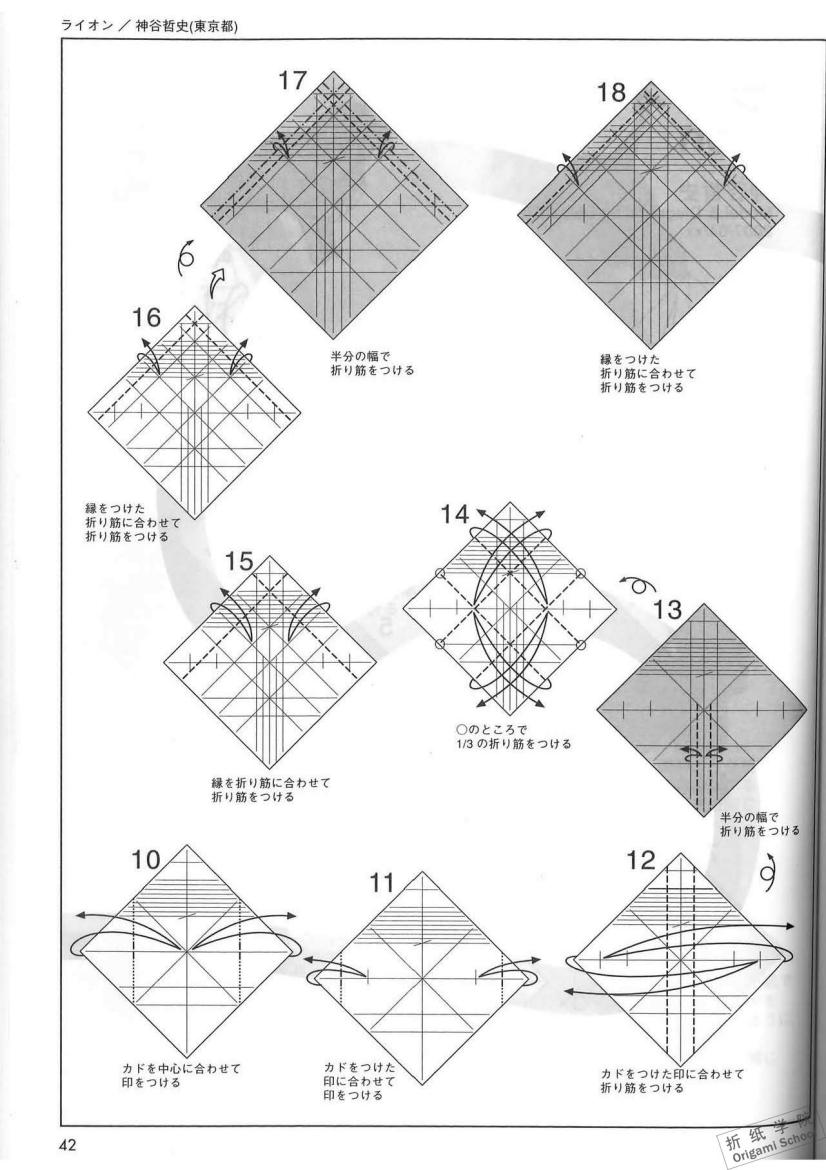 ライオン / 神谷哲史(東京都)
17
半分の幅で
折り筋をつける
18
縁をつけた
折り筋に合わせて
折り筋をつける
16
縁をつけた
折り筋に合わせて
折り筋をつける
15
縁を折り筋に合わせて
折り筋をつける
14
○のところで
1/3 の折り筋をつける
13
半分の幅で
折り筋をつける
10
カドを中心に合わせて
印をつける
11
カドをつけた
印に合わせて
印をつける
12
カドをつけた印に合わせて
折り筋をつける
42
折 纸 学 院
Origami School